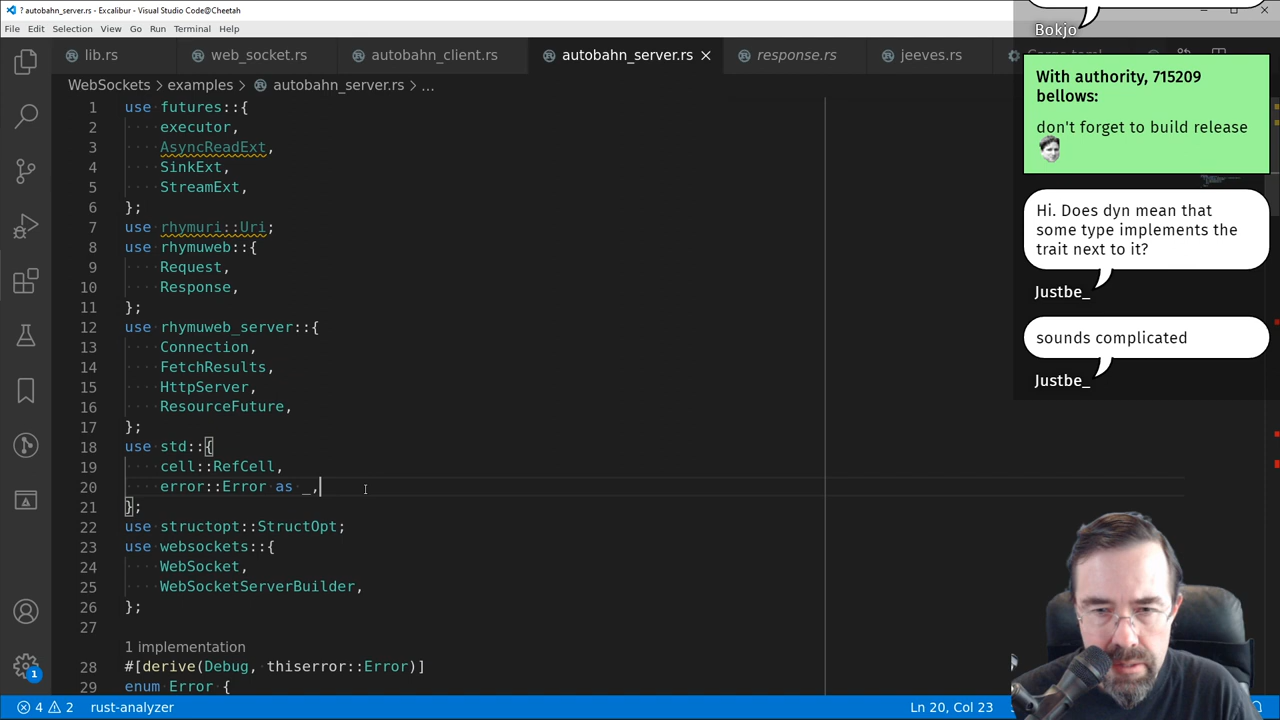 ? autobahn_server.rs - Excalibur - Visual Studio Code@Cheetah
File Edit Selection View Go Run Terminal Help
lib.rs web_socket.rs autobahn_client.rs autobahn_server.rs response.rs jeeves.rs
WebSockets > examples > autobahn_server.rs > ...
1 use futures::{
2 executor,
3 AsyncReadExt,
4 SinkExt,
5 StreamExt,
6 };
7 use rhymuri::Uri;
8 use rhymuweb::{
9 Request,
10 Response,
11 };
12 use rhymuweb_server::{
13 Connection,
14 FetchResults,
15 HttpServer,
16 ResourceFuture,
17 };
18 use std::{
19 cell::RefCell,
20 error::Error as _,
21 };
22 use structopt::StructOpt;
23 use websockets::{
24 WebSocket,
25 WebSocketServerBuilder,
26 };
27
1 implementation
28 #[derive(Debug, thiserror::Error)]
29 enum Error {
Bokjo
With authority, 715209
bellows:
don't forget to build release
Hi. Does dyn mean that
some type implements the
trait next to it?
Justbe_
sounds complicated
Justbe_
1
4 2 rust-analyzer Ln 20, Col 23